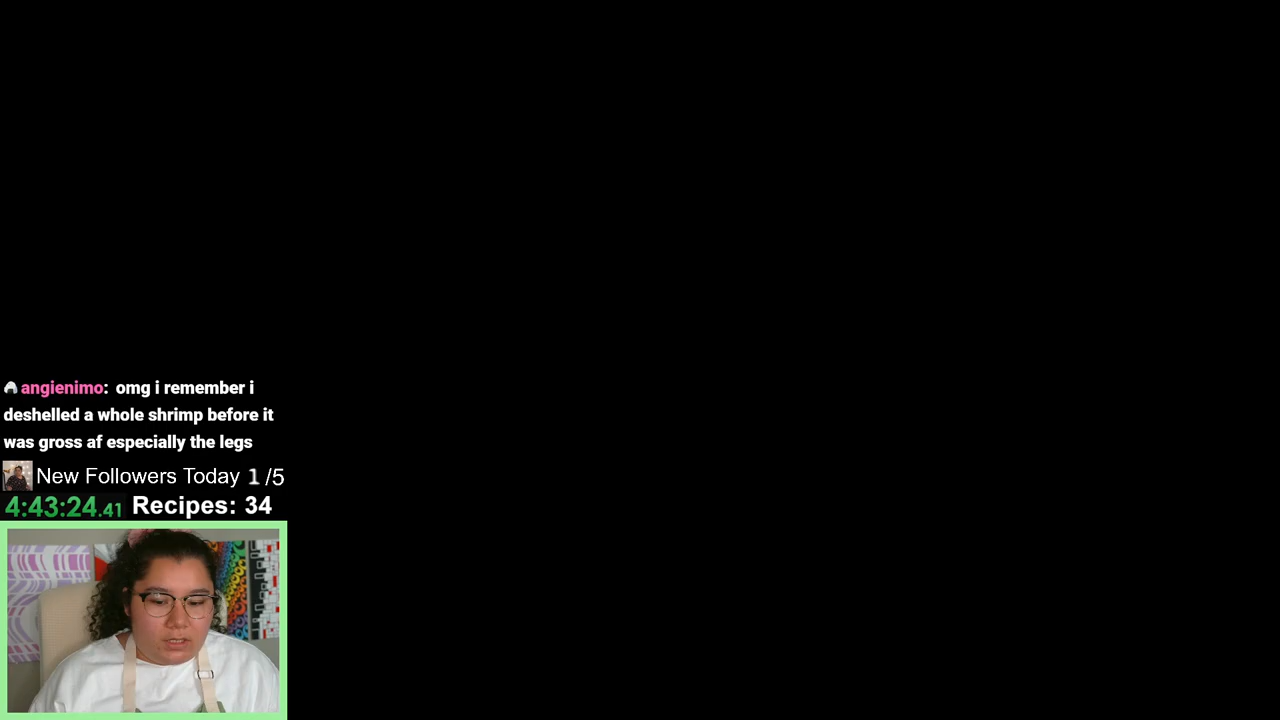 angienimo: omg i remember i
deshelled a whole shrimp before it
was gross af especially the legs
New Followers Today 1 /5
4:43:24.41 Recipes: 34